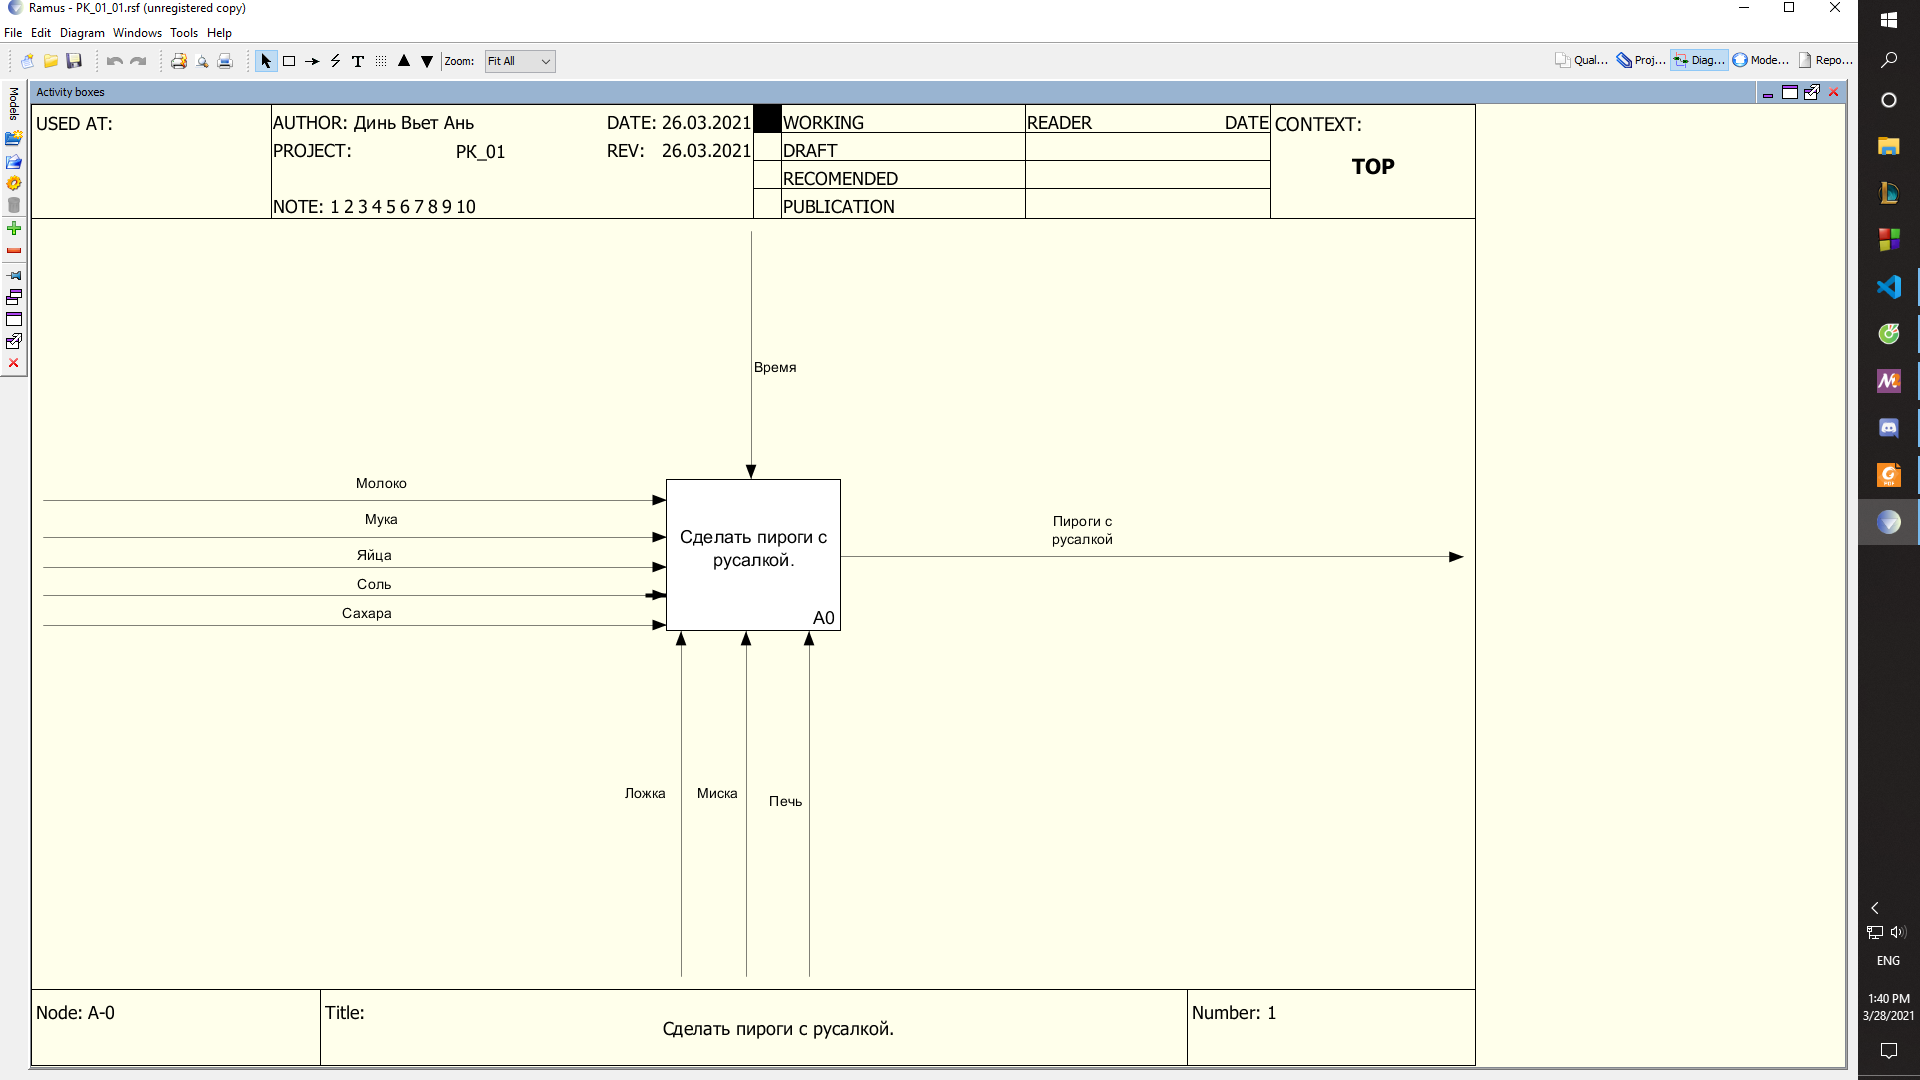 Ramus - PK_01_01.rsf (unregistered copy)
File Edit Diagram Windows Tools Help
Zoom: Fit All
Qual... Proj... Diag... Mode... Repo...
Models
Activity boxes
USED AT:
AUTHOR: Динь Вьет Ань
DATE: 26.03.2021
PROJECT: PK_01
REV: 26.03.2021
NOTE: 1 2 3 4 5 6 7 8 9 10
WORKING
DRAFT
RECOMENDED
PUBLICATION
READER DATE
CONTEXT:
TOP
Время
Молоко
Мука
Яйца
Соль
Сахара
Сделать пироги с
русалкой.
A0
Пироги с
русалкой
Ложка
Миска
Печь
Node: A-0
Title:
Сделать пироги с русалкой.
Number: 1
ENG
1:40 PM
3/28/2021